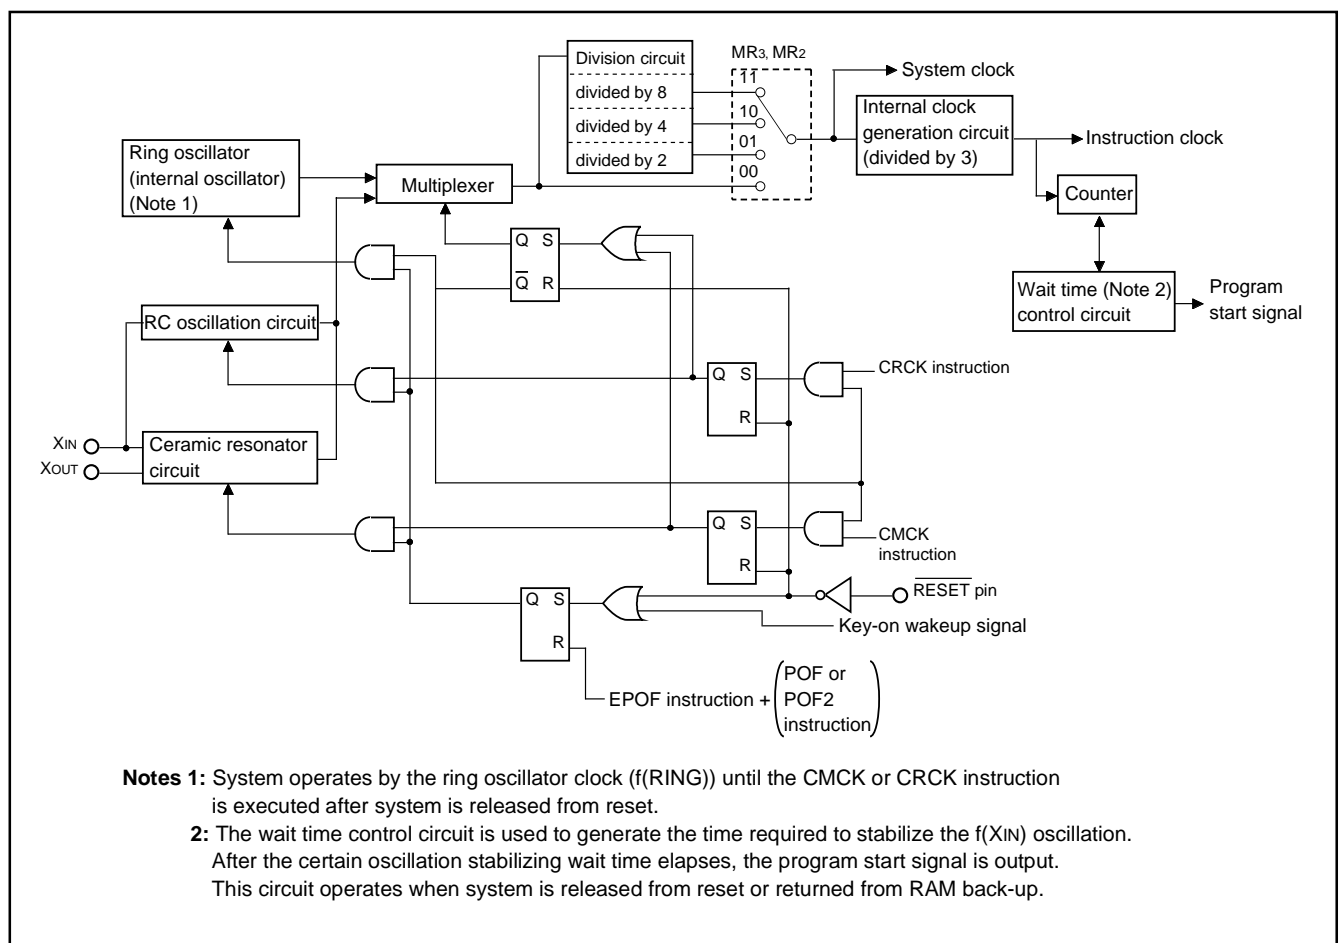 Division circuit
divided by 8
divided by 4
divided by 2
MR3, MR2
11
10
01
00
System clock
Internal clock
generation circuit
(divided by 3)
Instruction clock
Ring oscillator
(internal oscillator)
(Note 1)
Multiplexer
Counter
Q S
Q R
Wait time (Note 2)
control circuit
Program
start signal
RC oscillation circuit
Q S
R
CRCK instruction
XIN
XOUT
Ceramic resonator
circuit
Q S
R
CMCK
instruction
RESET pin
Q S
R
Key-on wakeup signal
EPOF instruction +
POF or
POF2
instruction
Notes 1: System operates by the ring oscillator clock (f(RING)) until the CMCK or CRCK instruction
is executed after system is released from reset.
2: The wait time control circuit is used to generate the time required to stabilize the f(XIN) oscillation.
After the certain oscillation stabilizing wait time elapses, the program start signal is output.
This circuit operates when system is released from reset or returned from RAM back-up.